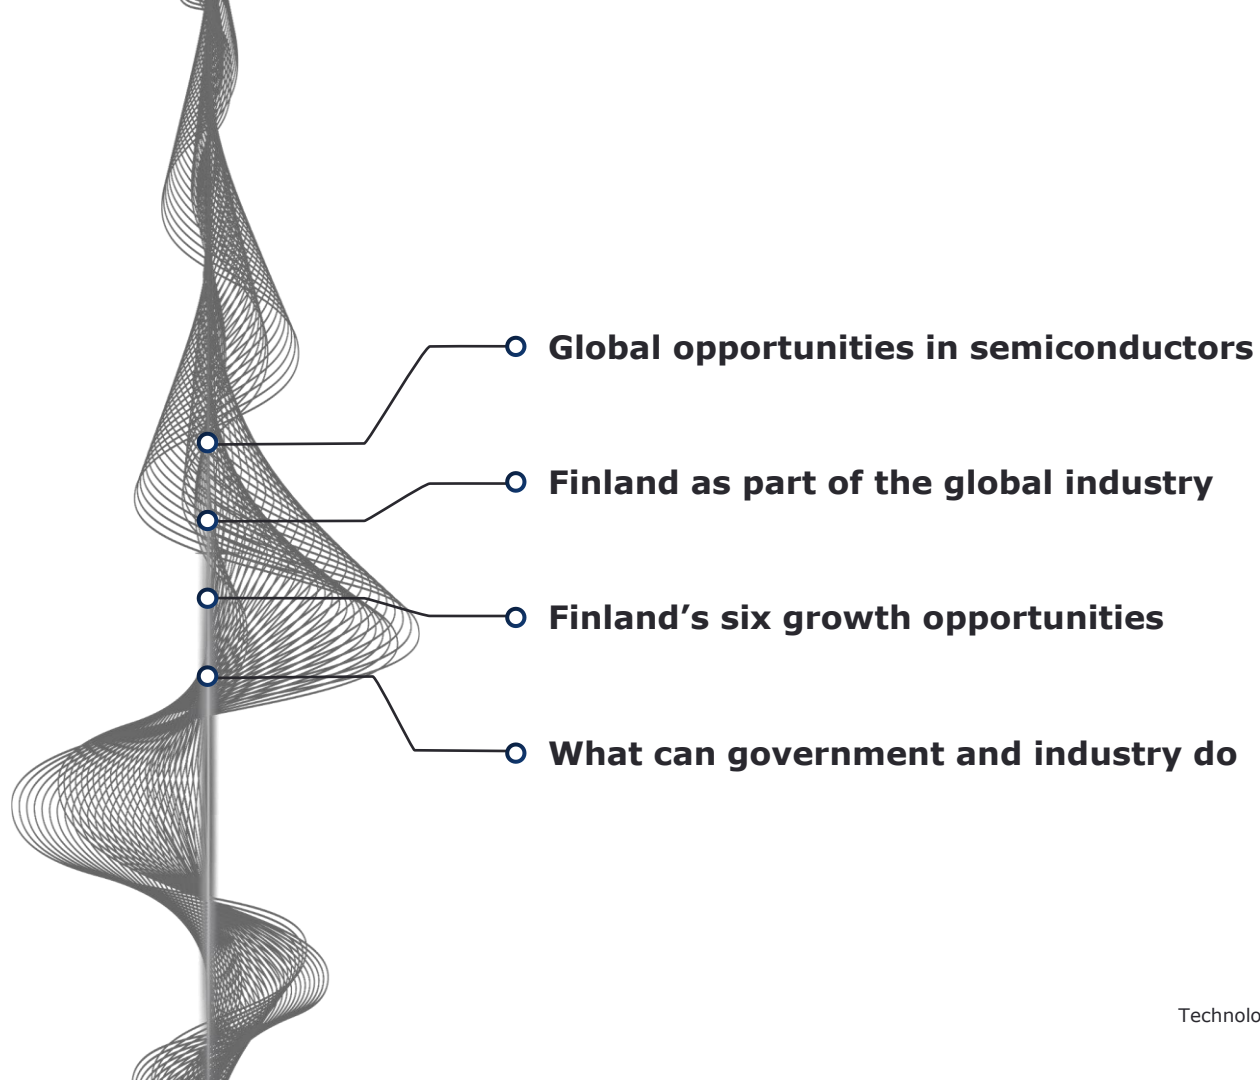 Global opportunities in semiconductors
Finland as part of the global industry
Finland’s six growth opportunities
What can government and industry do